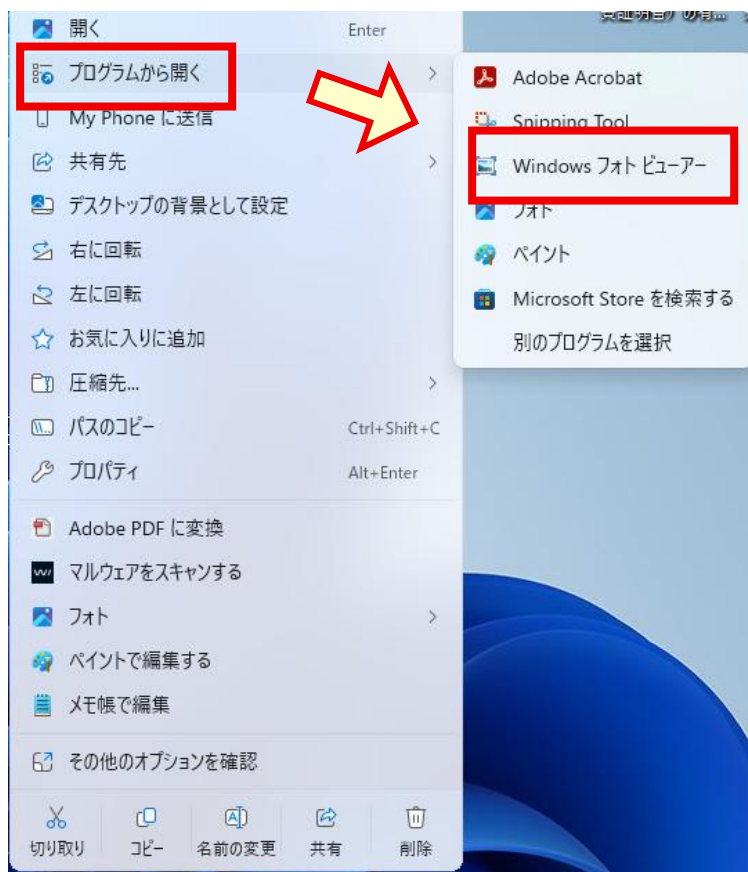 開く Enter
プログラムから開く
My Phone に送信
共有先
デスクトップの背景として設定
右に回転
左に回転
お気に入りに追加
圧縮先...
パスのコピー Ctrl+Shift+C
プロパティ Alt+Enter
Adobe PDF に変換
マルウェアをスキャンする
フォト
ペイントで編集する
メモ帳で編集
その他のオプションを確認
切り取り コピー 名前の変更 共有 削除
Adobe Acrobat
Snipping Tool
Windows フォト ビューアー
フォト
ペイント
Microsoft Store を検索する
別のプログラムを選択